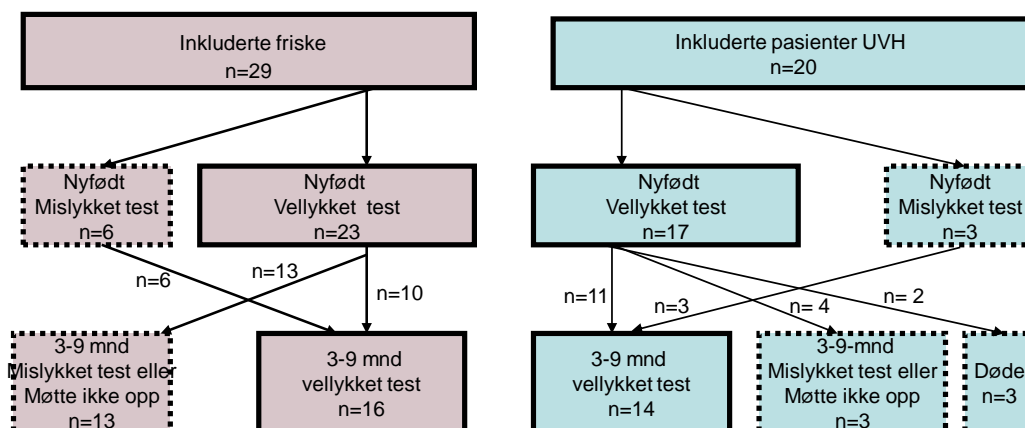 Inkluderte friske
n=29
Inkluderte pasienter UVH
n=20
Nyfødt
Mislykket test
n=6
Nyfødt
Vellykket test
n=23
Nyfødt
Vellykket test
n=17
Nyfødt
Mislykket test
n=3
n=6
n=13
n=10
n=11
n=3
n= 4
n= 2
3-9 mnd
Mislykket test eller
Møtte ikke opp
n=13
3-9 mnd
vellykket test
n=16
3-9 mnd
vellykket test
n=14
3-9-mnd
Mislykket test eller
Møtte ikke opp
n=3
Døde
n=3